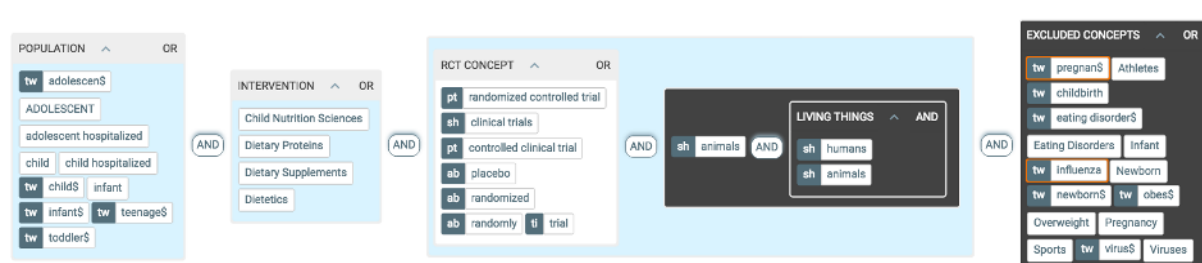 POPULATION OR
tw adolescen$
ADOLESCENT
adolescent hospitalized
child child hospitalized
tw child$ infant
tw infant$ tw teenage$
tw toddler$
AND
INTERVENTION OR
Child Nutrition Sciences
Dietary Proteins
Dietary Supplements
Dietetics
AND
RCT CONCEPT OR
pt randomized controlled trial
sh clinical trials
pt controlled clinical trial
ab placebo
ab randomized
ab randomly ti trial
AND
sh animals AND
LIVING THINGS AND
sh humans
sh animals
AND
EXCLUDED CONCEPTS OR
tw pregnan$ Athletes
tw childbirth
tw eating disorder$
Eating Disorders Infant
tw influenza Newborn
tw newborn$ tw obes$
Overweight Pregnancy
Sports tw virus$ Viruses